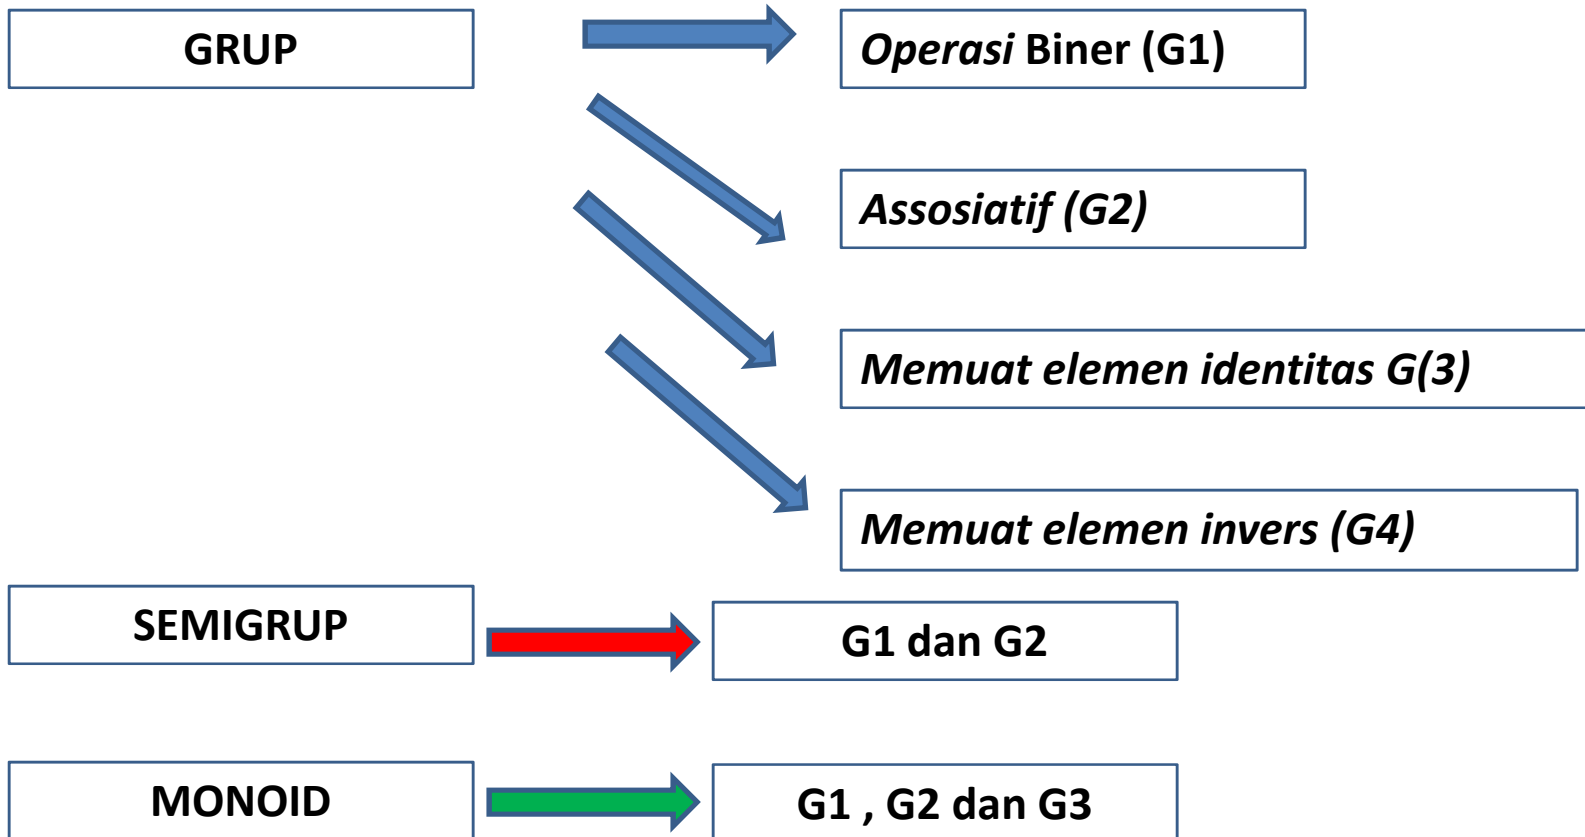 GRUP
Operasi Biner (G1)
Assosiatif (G2)
Memuat elemen identitas G(3)
Memuat elemen invers (G4)
SEMIGRUP
G1 dan G2
MONOID
G1 , G2 dan G3